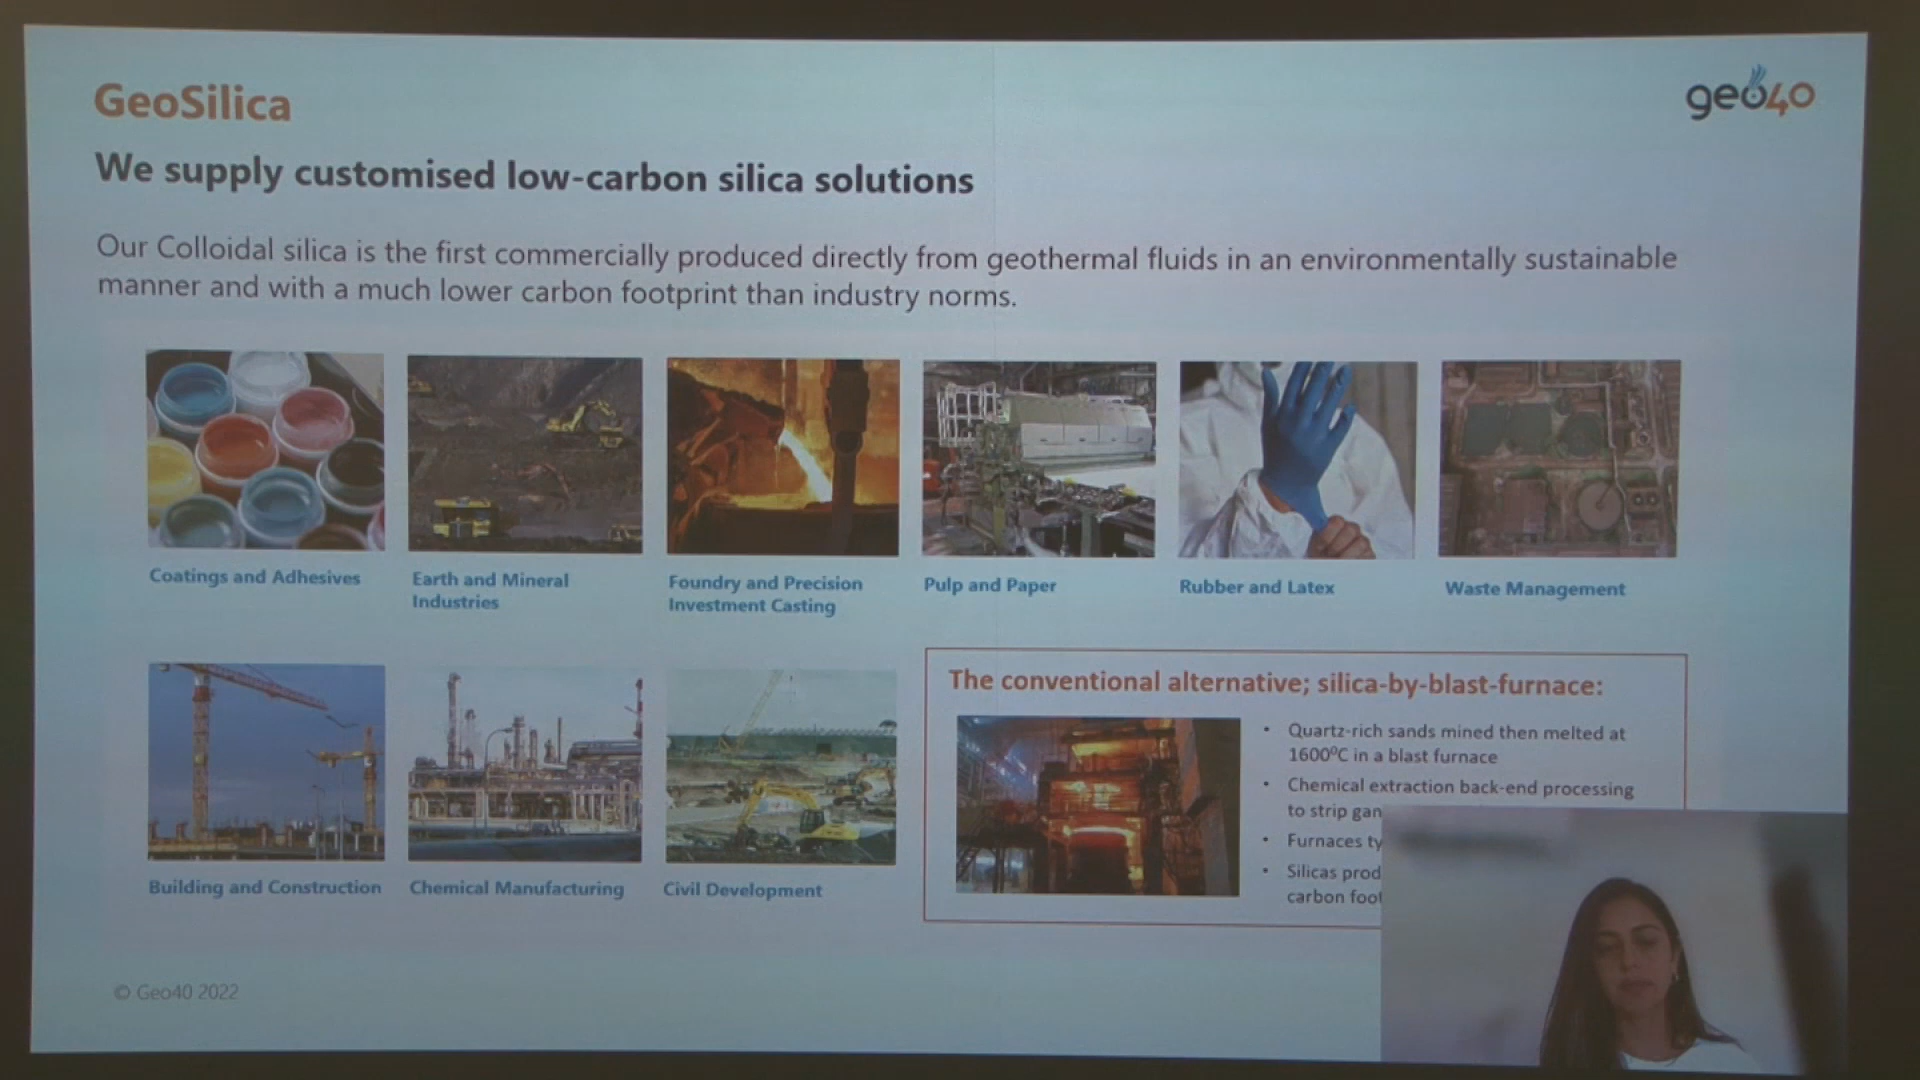 GeoSilica
geo40
We supply customised low-carbon silica solutions
Our Colloidal silica is the first commercially produced directly from geothermal fluids in an environmentally sustainable
manner and with a much lower carbon footprint than industry norms.
Coatings and Adhesives
Earth and Mineral
Industries
Foundry and Precision
Investment Casting
Pulp and Paper
Rubber and Latex
Waste Management
Building and Construction
Chemical Manufacturing
Civil Development
The conventional alternative; silica-by-blast-furnace:
• Quartz-rich sands mined then melted at
1600⁰C in a blast furnace
• Chemical extraction back-end processing
to strip gan
• Furnaces ty
• Silicas prod
carbon foot
© Geo40 2022